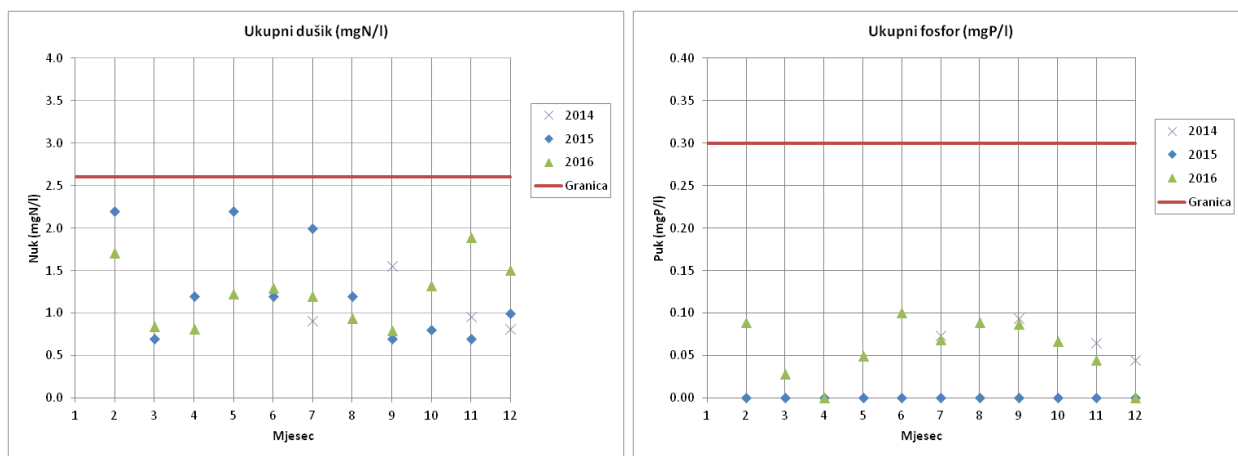 Ukupni dušik (mgN/l)
4.0
3.5
3.0
2.5
2.0
1.5
1.0
0.5
0.0
Nuk (mgN/l)
1 2 3 4 5 6 7 8 9 10 11 12
Mjesec
2014
2015
2016
Granica
Ukupni fosfor (mgP/l)
0.40
0.35
0.30
0.25
0.20
0.15
0.10
0.05
0.00
Puk (mgP/l)
1 2 3 4 5 6 7 8 9 10 11 12
Mjesec
2014
2015
2016
Granica